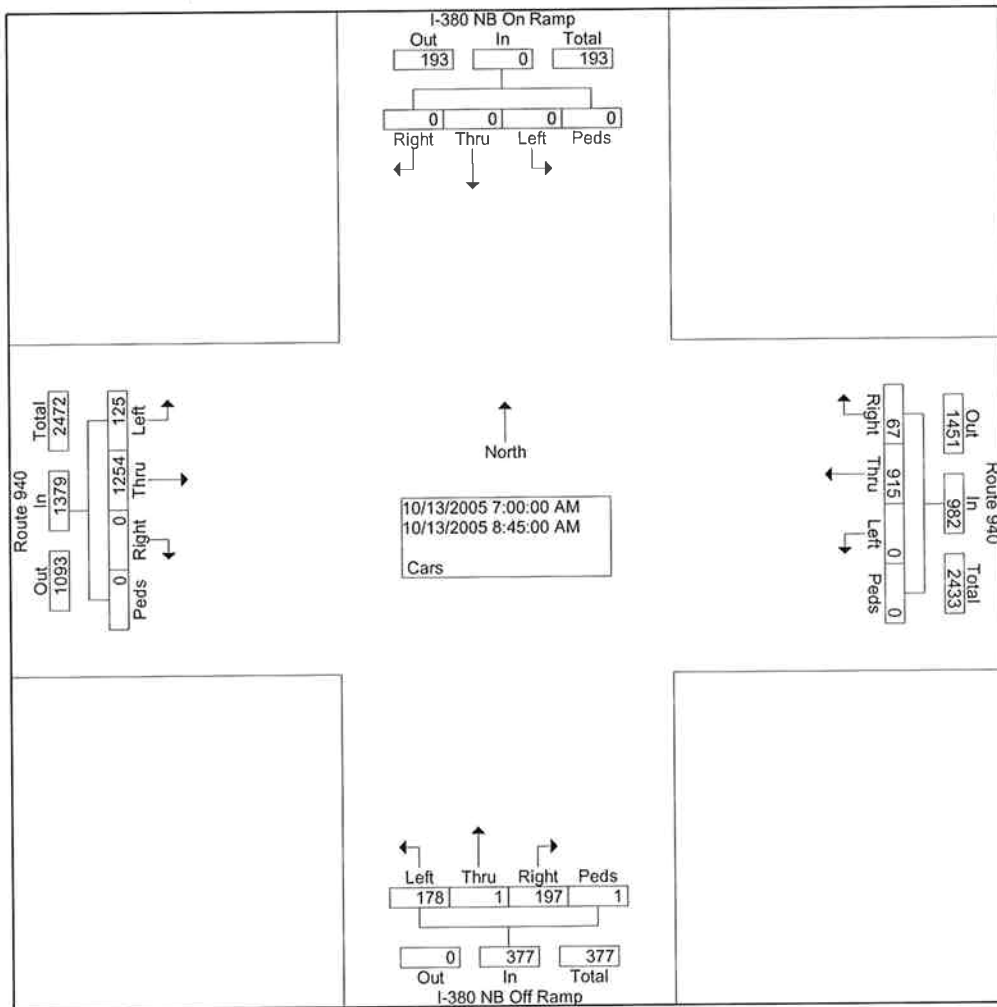 I-380 NB On Ramp
Out In Total
193 0 193
0 0 0 0
Right Thru Left Peds
Route 940
Total In Out
2472 1379 1093
125 1254 0 0
Left Thru Right Peds
North
10/13/2005 7:00:00 AM
10/13/2005 8:45:00 AM
Cars
Route 940
Out In Total
1451 982 2433
67 915 0 0
Right Thru Left Peds
Left Thru Right Peds
178 1 197 1
0 377 377
Out In Total
I-380 NB Off Ramp